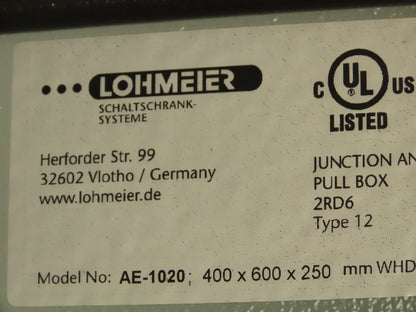 LOHMEIER
SCHALTSCHRANK-
SYSTEME
C UL US
LISTED
Herforder Str. 99
32602 Vlotho / Germany
www.lohmeier.de
JUNCTION AN
PULL BOX
2RD6
Type 12
Model No: AE-1020; 400 x 600 x 250 mm WHD